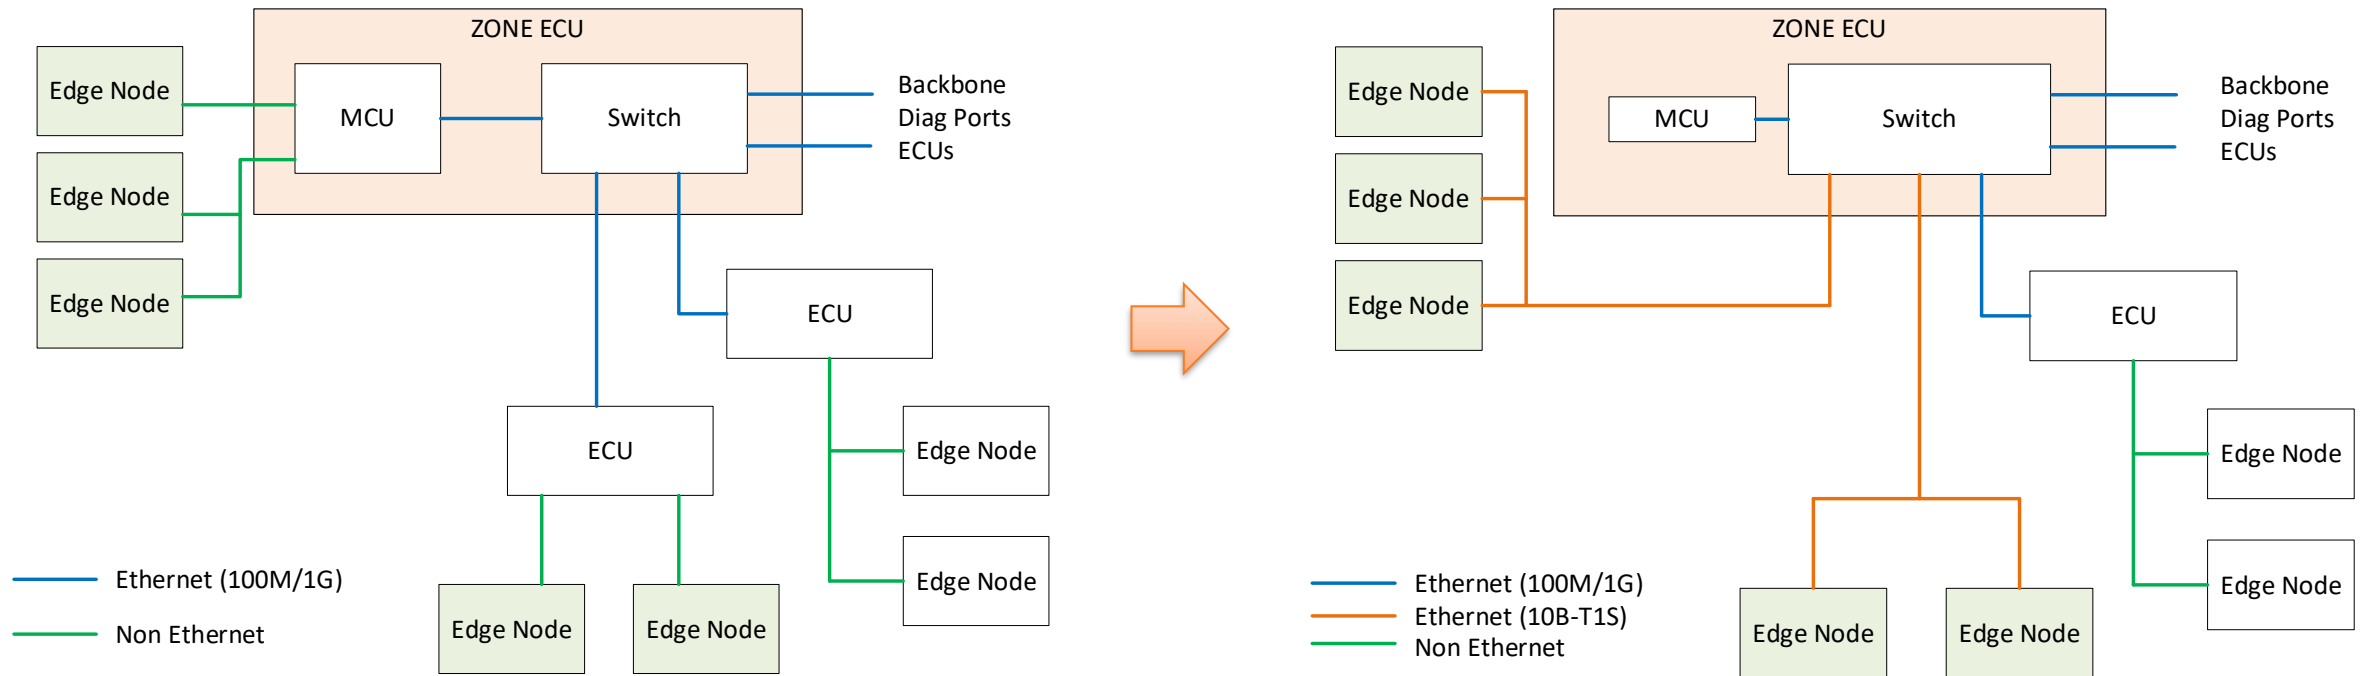 ZONE ECU
Edge Node
MCU
Switch
Backbone
Diag Ports
ECUs
Edge Node
Edge Node
ECU
ECU
Edge Node
Edge Node
Edge Node
Edge Node
Ethernet (100M/1G)
Non Ethernet
ZONE ECU
Edge Node
MCU
Switch
Backbone
Diag Ports
ECUs
Edge Node
Edge Node
ECU
Edge Node
Edge Node
Edge Node
Edge Node
Ethernet (100M/1G)
Ethernet (10B-T1S)
Non Ethernet